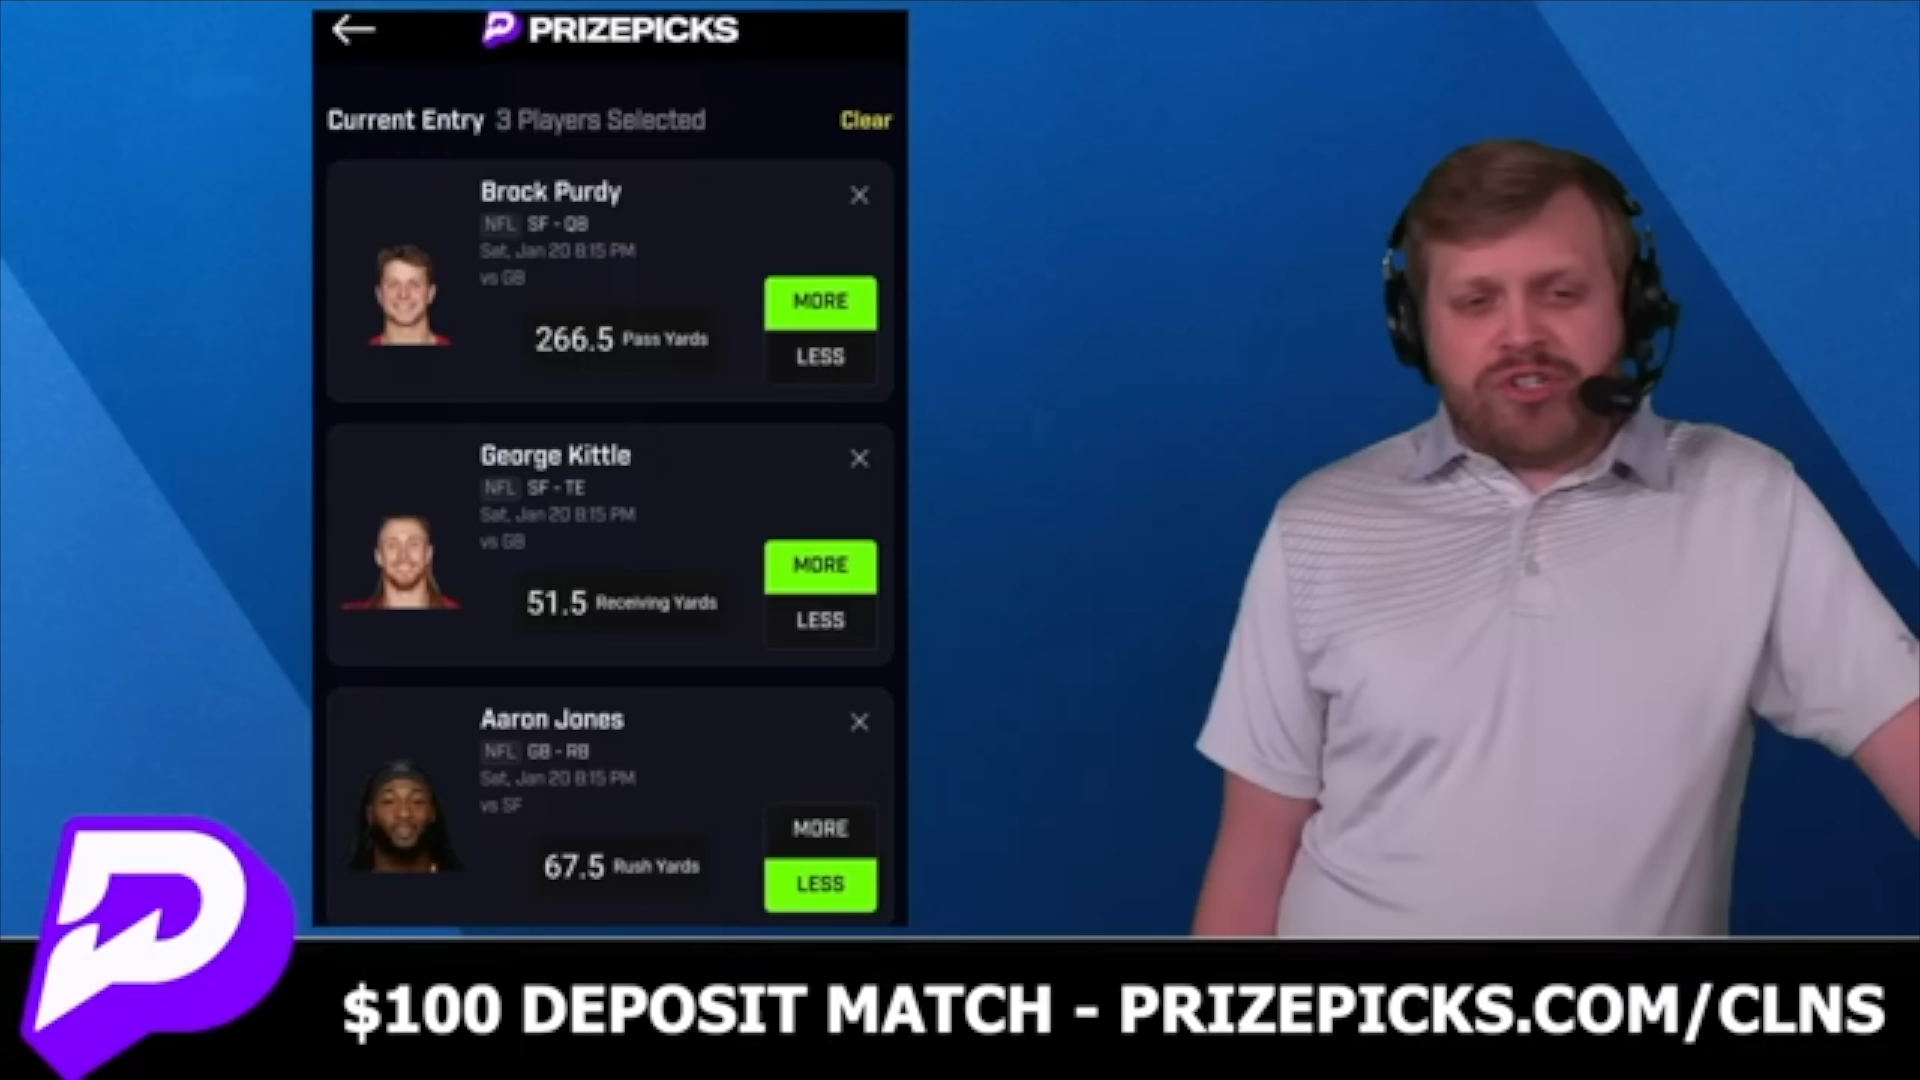 PRIZEPICKS
Current Entry 3 Players Selected Clear
Brock Purdy
NFL SF - QB
Sat, Jan 20 8:15 PM
vs GB
266.5 Pass Yards
MORE
LESS
George Kittle
NFL SF - TE
Sat, Jan 20 8:15 PM
vs GB
51.5 Receiving Yards
MORE
LESS
Aaron Jones
NFL GB - RB
Sat, Jan 20 8:15 PM
vs SF
67.5 Rush Yards
MORE
LESS
$100 DEPOSIT MATCH - PRIZEPICKS.COM/CLNS